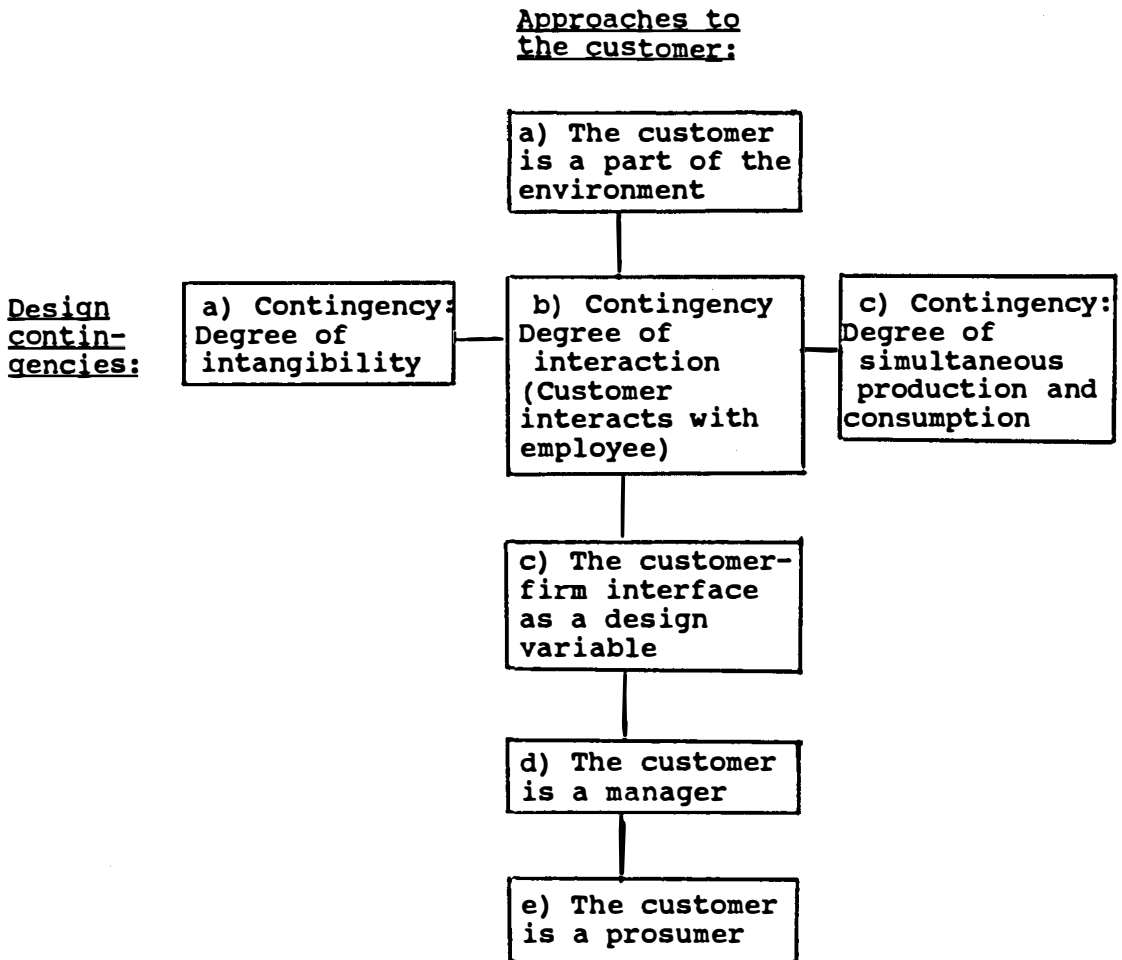 Approaches to
the customer:
a) The customer
is a part of the
environment
Design
contin-
gencies:
a) Contingency:
Degree of
intangibility
b) Contingency
Degree of
interaction
(Customer
interacts with
employee)
c) Contingency:
Degree of
simultaneous
production and
consumption
c) The customer-
firm interface
as a design
variable
d) The customer
is a manager
e) The customer
is a prosumer